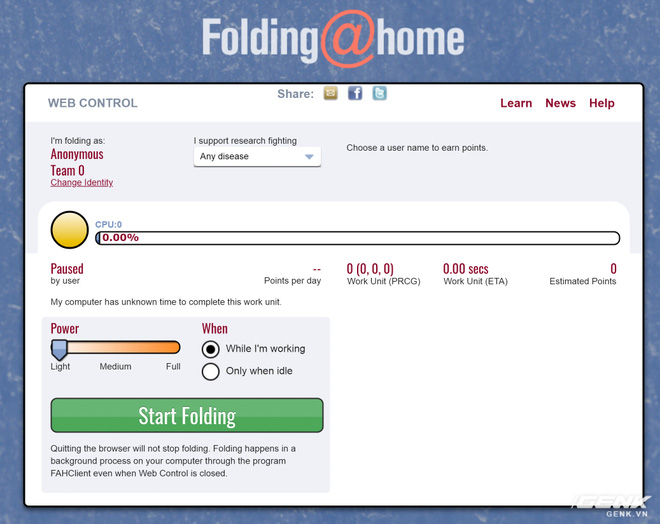 Folding@home
WEB CONTROL
Share:
Learn News Help
I'm folding as:
Anonymous
Team 0
Change Identity
I support research fighting
Any disease
Choose a user name to earn points.
CPU:0
0.00%
Paused
by user
--
Points per day
0 (0, 0, 0)
Work Unit (PRCG)
0.00 secs
Work Unit (ETA)
0
Estimated Points
My computer has unknown time to complete this work unit.
Power
Light Medium Full
When
While I'm working
Only when idle
Start Folding
Quitting the browser will not stop folding. Folding happens in a
background process on your computer through the program
FAHClient even when Web Control is closed.
GENK
GENK.VN